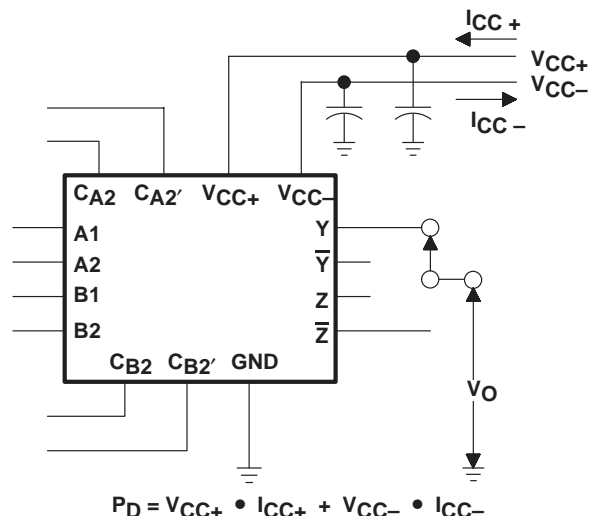 ICC +
VCC+
VCC–
ICC –
CA2 CA2′ VCC+ VCC–
A1 Y
A2 Y̅
B1 Z
B2 Z̅
CB2 CB2′ GND
VO
PD = VCC+ • ICC+ + VCC– • ICC–